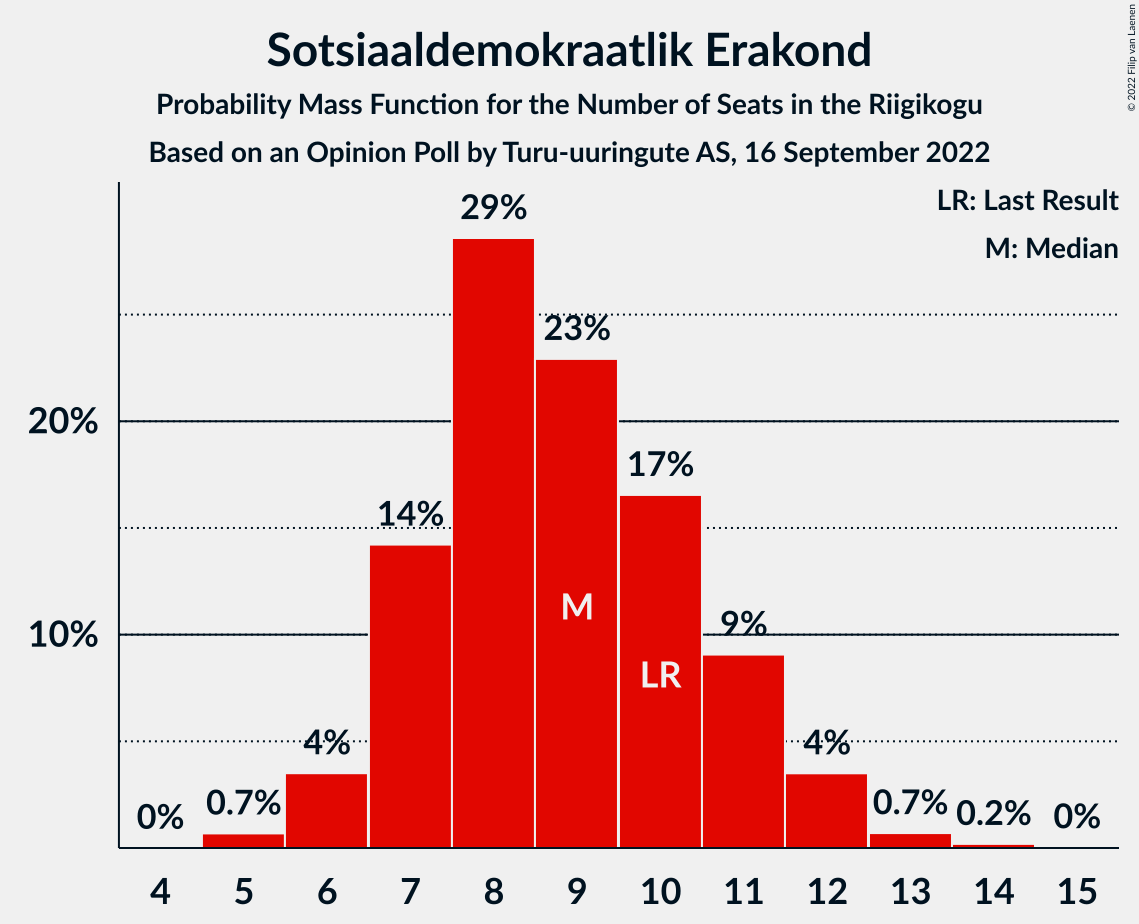 Sotsiaaldemokraatlik Erakond
Probability Mass Function for the Number of Seats in the Riigikogu
Based on an Opinion Poll by Turu-uuringute AS, 16 September 2022
© 2022 Filip van Laenen
LR: Last Result
M: Median
29%
23%
20%
17%
14%
M
10%
9%
LR
4%
4%
0%
0.7%
0.7%
0.2%
0%
4 5 6 7 8 9 10 11 12 13 14 15